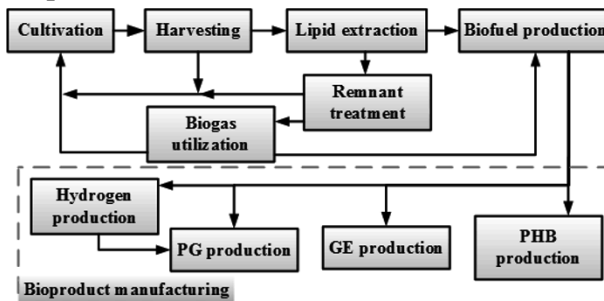 Cultivation
Harvesting
Lipid extraction
Biofuel production
Remnant
treatment
Biogas
utilization
Hydrogen
production
PG production
GE production
PHB
production
Bioproduct manufacturing